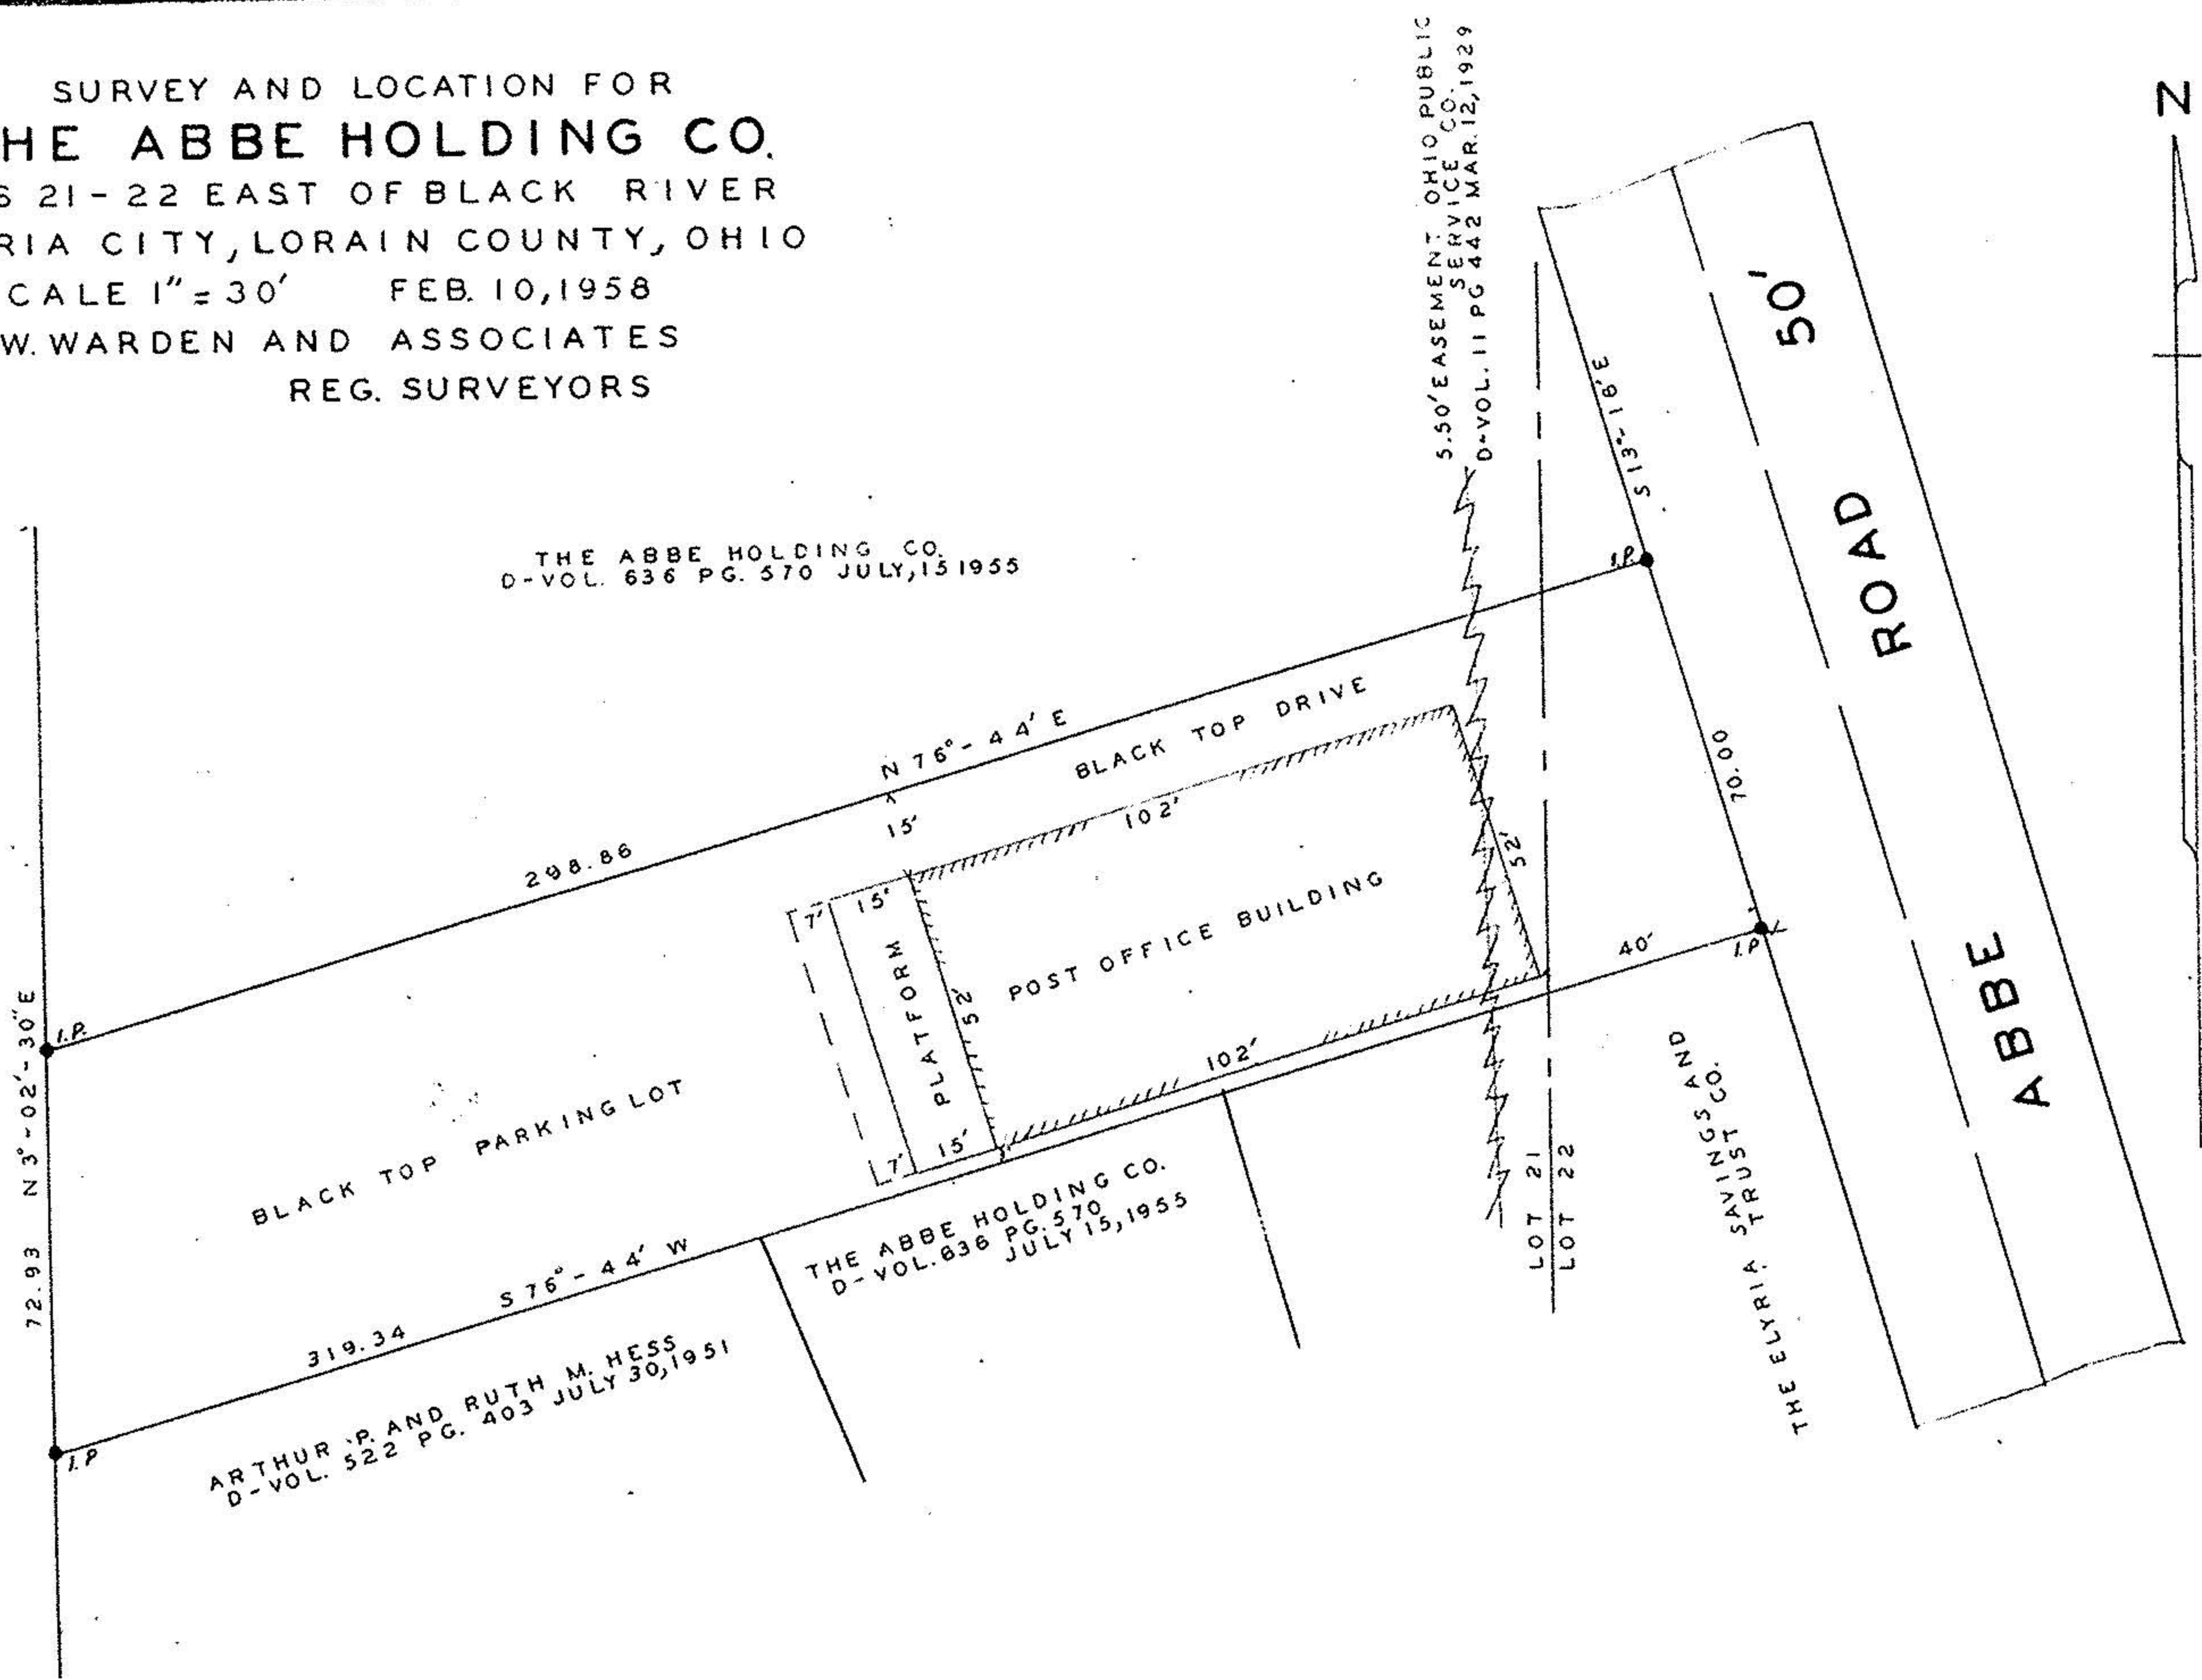 SURVEY AND LOCATION FOR
HE ABBE HOLDING CO.
S 21-22 EAST OF BLACK RIVER
RIA CITY, LORAIN COUNTY, OHIO
CALE 1" = 30' FEB. 10, 1958
W. WARDEN AND ASSOCIATES
REG. SURVEYORS
5.50' EASEMENT OHIO PUBLIC
SERVICE CO.
D-VOL. 11 PG 442 MAR. 12, 1929
N
50'
ROAD
ABBE
S 13°-18' E
THE ABBE HOLDING CO.
D-VOL. 636 PG. 570 JULY, 15 1955
I.P.
N 76°-44' E
BLACK TOP DRIVE
70.00
15'
102'
298.86
52'
7'
15'
POST OFFICE BUILDING
PLATFORM
52'
40'
I.P.
72.93 N 3°-02'-30" E
I.P.
BLACK TOP PARKING LOT
102'
7'
15'
LOT 21
LOT 22
THE ELYRIA SAVINGS AND
TRUST CO.
THE ABBE HOLDING CO.
D-VOL. 636 PG. 570
JULY 15, 1955
S 76°-44' W
319.34
I.P
ARTHUR P. AND RUTH M. HESS
D-VOL. 522 PG. 403 JULY 30, 1951